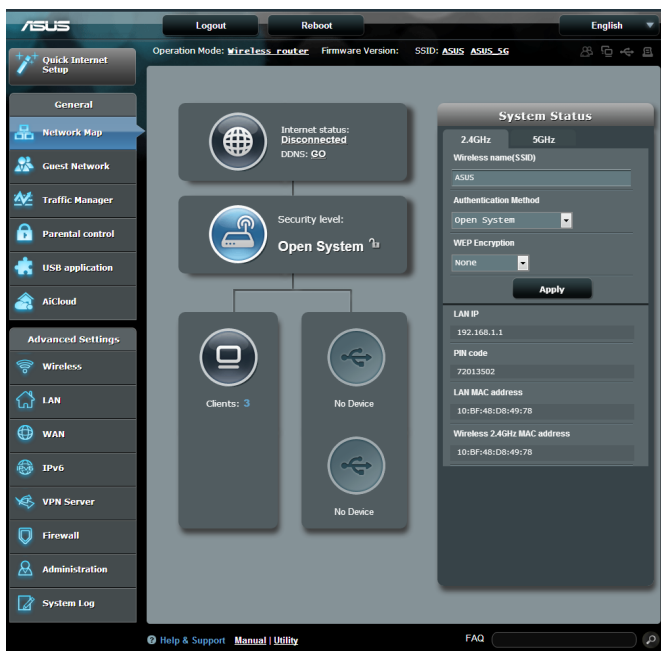 ASUS
Logout
Reboot
English
Operation Mode: Wireless router Firmware Version: SSID: ASUS ASUS_5G
Quick Internet
Setup
General
Network Map
Guest Network
Traffic Manager
Parental control
USB application
AiCloud
Advanced Settings
Wireless
LAN
WAN
IPv6
VPN Server
Firewall
Administration
System Log
Internet status:
Disconnected
DDNS: GO
Security level:
Open System
Clients: 3
No Device
No Device
System Status
2.4GHz
5GHz
Wireless name(SSID)
ASUS
Authentication Method
Open System
WEP Encryption
None
Apply
LAN IP
192.168.1.1
PIN code
72013502
LAN MAC address
10:BF:48:D8:49:78
Wireless 2.4GHz MAC address
10:BF:48:D8:49:78
Help & Support Manual | Utility
FAQ